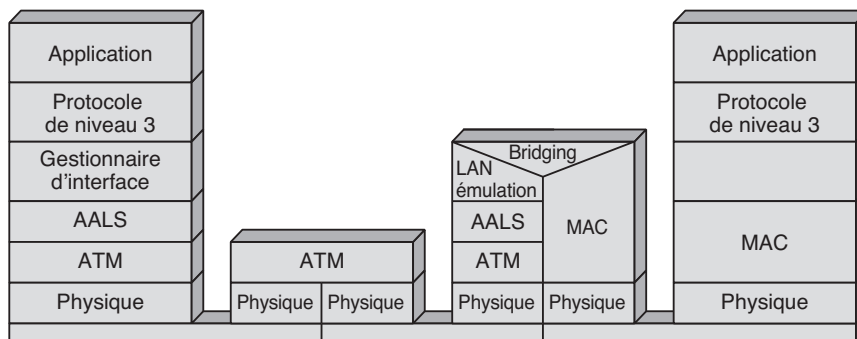 Application
Protocole
de niveau 3
Gestionnaire
d'interface
AALS
ATM
Physique
ATM
Physique
Physique
Bridging
LAN
émulation
AALS
ATM
Physique
MAC
Physique
Application
Protocole
de niveau 3
MAC
Physique